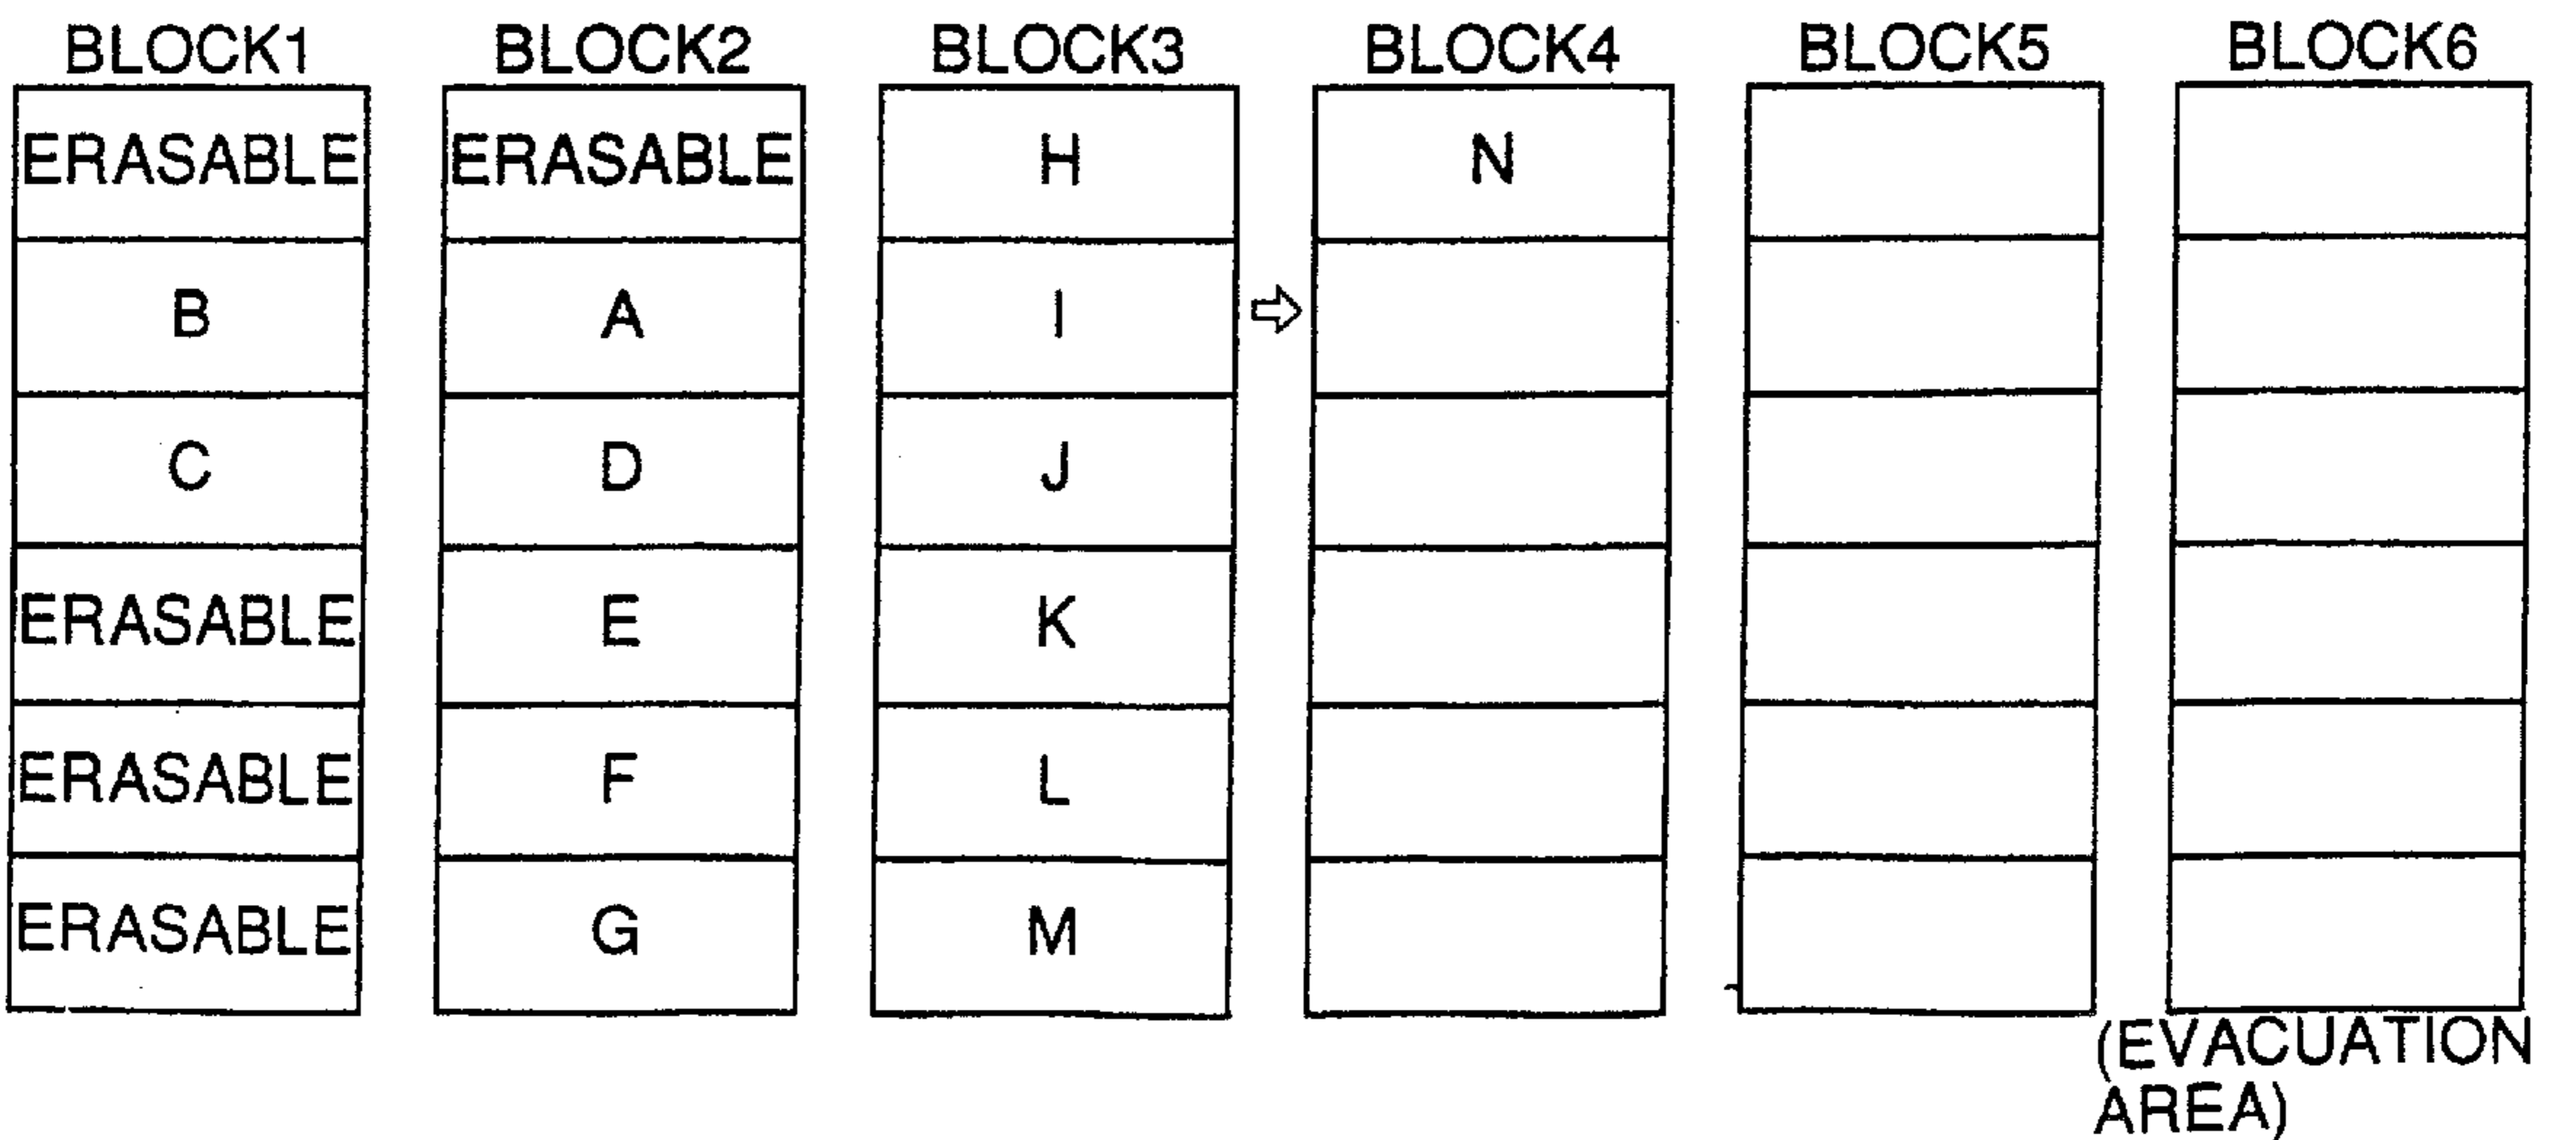 BLOCK1 BLOCK2 BLOCK3 BLOCK4 BLOCK5 BLOCK6
ERASABLE ERASABLE H N
B A I
C D J
ERASABLE E K
ERASABLE F L
ERASABLE G M
(EVACUATION
AREA)